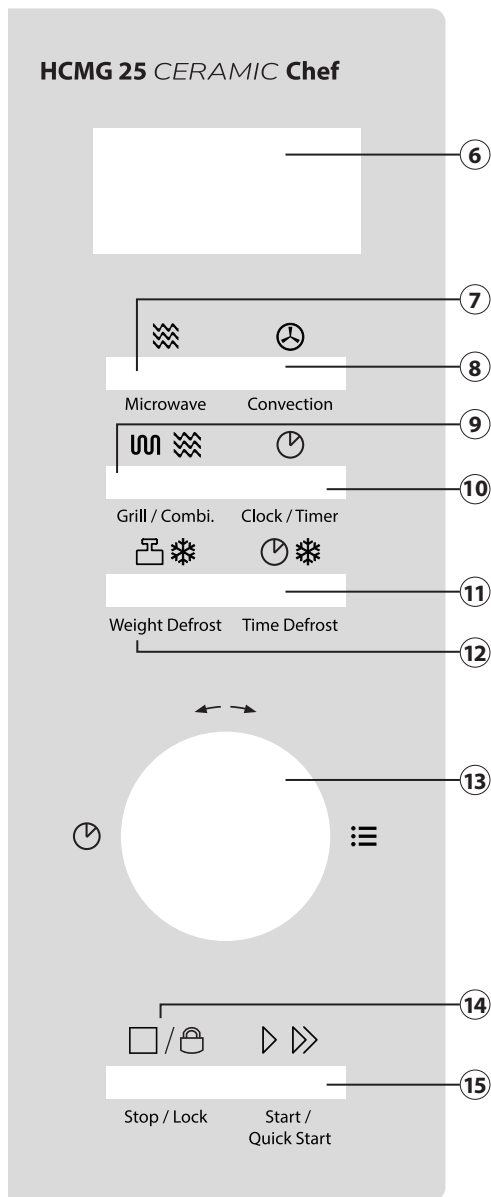 HCMG 25 CERAMIC Chef
6
7
8
Microwave Convection
9
10
Grill / Combi. Clock / Timer
11
Weight Defrost Time Defrost
12
13
14
15
Stop / Lock Start /
Quick Start